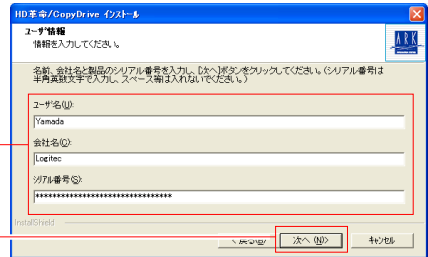 HD革命/CopyDrive インストール
ユーザ情報
情報を入力してください。
ARK
名前、会社名と製品のシリアル番号を入力し、[次へ]ボタンをクリックしてください。（シリアル番号は
半角英数文字で入力し、スペース等は入れないでください。）
ユーザ名(U):
Yamada
会社名(C):
Logitec
シリアル番号(S):
********************************
InstallShield
次へ(N)>
キャンセル